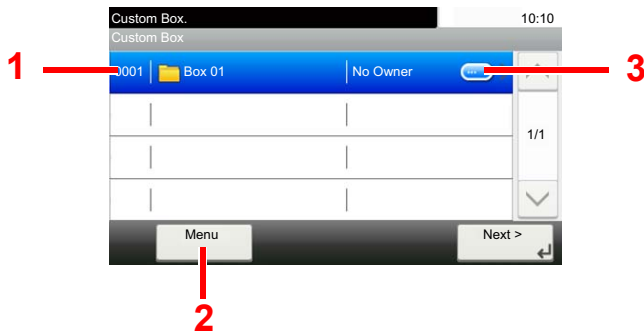 Custom Box. 10:10
Custom Box
1 0001 Box 01 No Owner ... 3
1/1
Menu Next >
2